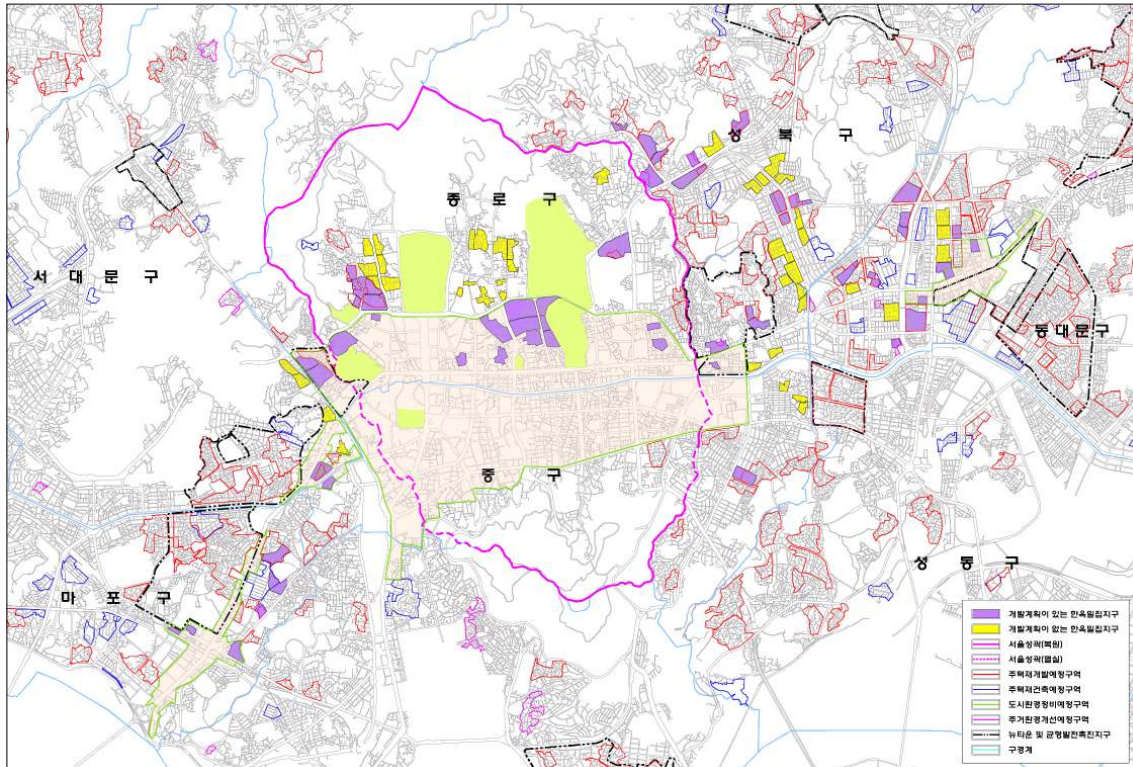 성 북 구
종 로 구
서 대 문 구
동대문구
중 구
성 동 구
마 포 구
개발계획이 있는 한옥밀집지구
개발계획이 없는 한옥밀집지구
서울성곽(복원)
서울성곽(멸실)
주택재개발예정구역
주택재건축예정구역
도시환경정비예정구역
주거환경개선예정구역
뉴타운 및 균형발전촉진지구
구경계